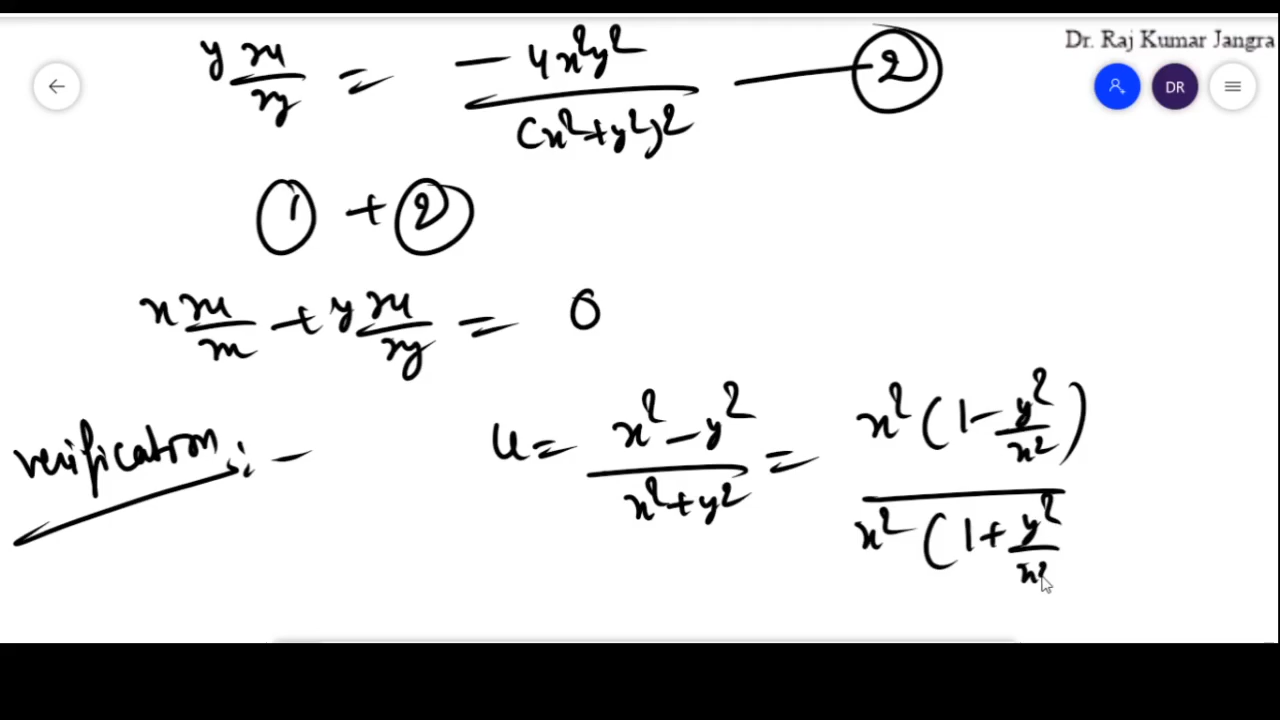 Dr. Raj Kumar Jangra
DR
y ∂u/∂y = -4x²y²/(x²+y²)² — ②
① + ②
x ∂u/∂x + y ∂u/∂y = 0
verification :- u = x²-y²/x²+y² = x²(1-y²/x²)/x²(1+y²/x²